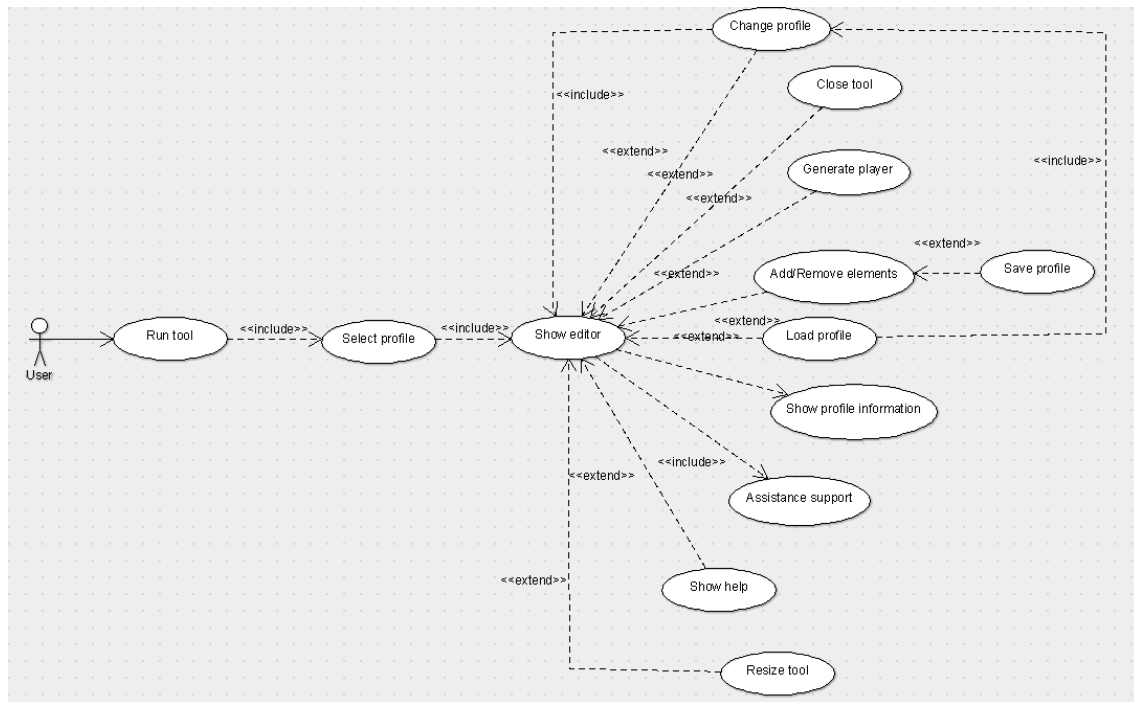 Change profile
Close tool
<<include>>
<<extend>>
<<include>>
Generate player
<<extend>>
<<extend>>
<<extend>>
Save profile
<<extend>>
Add/Remove elements
<<extend>>
<<include>>
<<include>>
Run tool
Select profile
Show editor
<<extend>>
Load profile
User
Show profile information
<<include>>
<<extend>>
Assistance support
<<extend>>
Show help
Resize tool